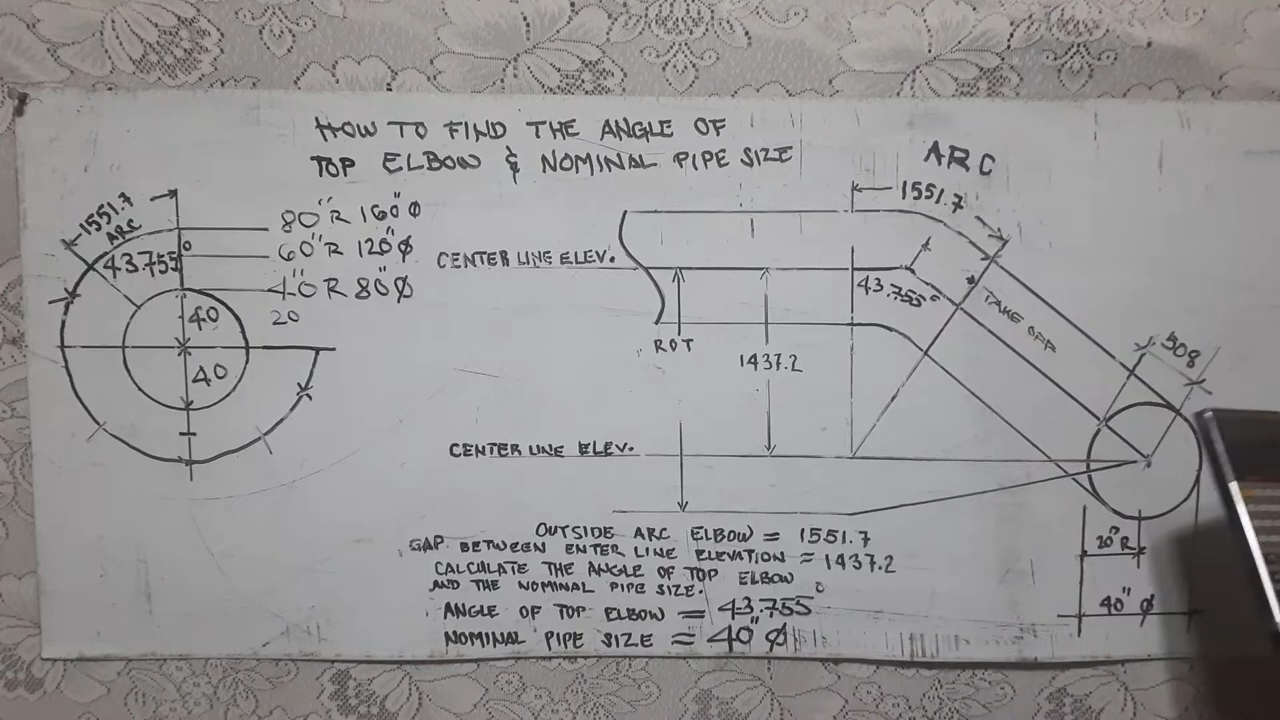 HOW TO FIND THE ANGLE OF
TOP ELBOW & NOMINAL PIPE SIZE
1551.7
ARC
43.755°
80"R 160"Ø
60"R 120"Ø
40"R 80"Ø
20
40
40
ARC
1551.7
CENTER LINE ELEV.
43.755°
TAKE OFF
ROT
1437.2
508
CENTER LINE ELEV.
20"R
40" Ø
OUTSIDE ARC ELBOW = 1551.7
GAP BETWEEN ENTER LINE ELEVATION = 1437.2
CALCULATE THE ANGLE OF TOP ELBOW
AND THE NOMINAL PIPE SIZE.
ANGLE OF TOP ELBOW = 43.755°
NOMINAL PIPE SIZE = 40" Ø